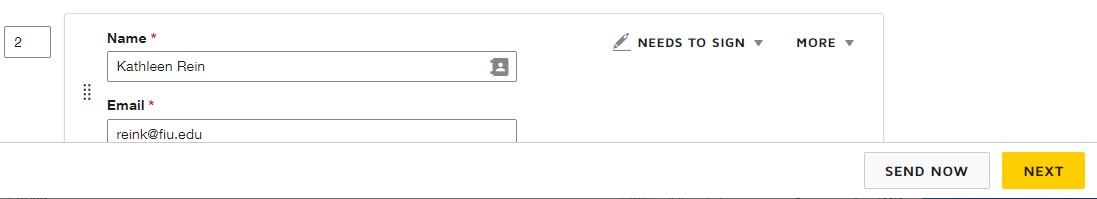 2
Name *
Kathleen Rein
NEEDS TO SIGN
MORE
Email *
reink@fiu.edu
SEND NOW
NEXT